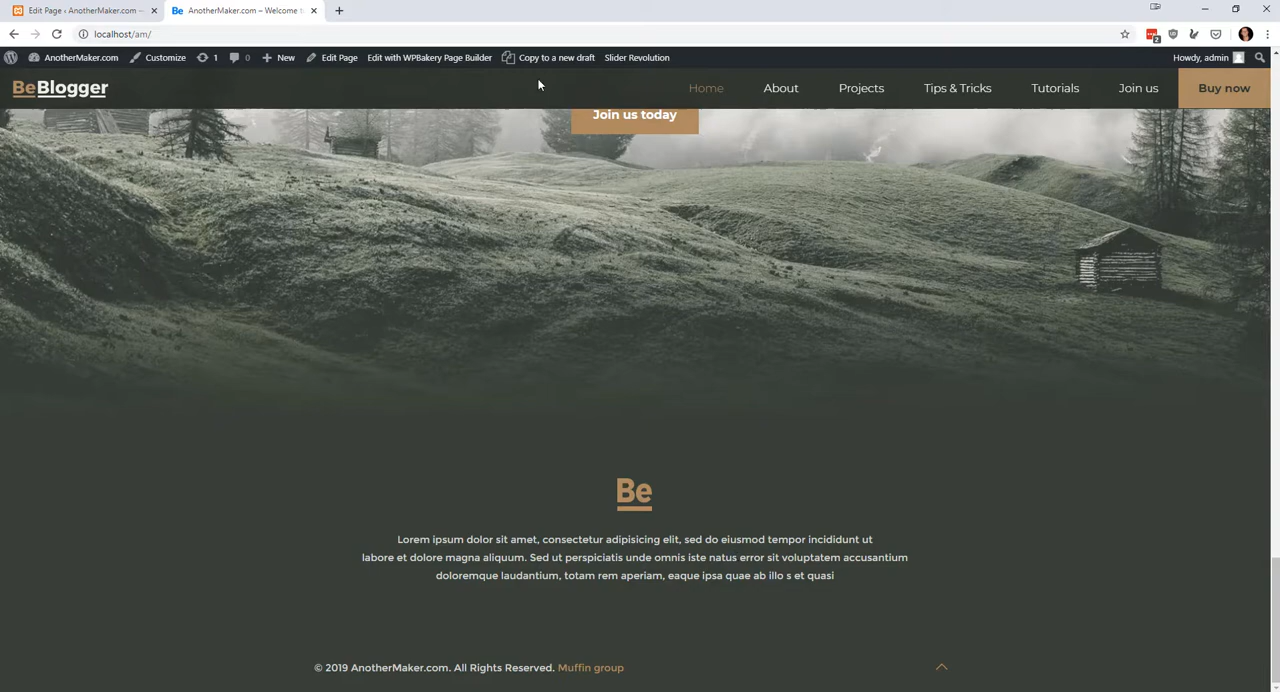 Edit Page ‹ AnotherMaker.com —
Be AnotherMaker.com – Welcome to
localhost/am/
2
AnotherMaker.com Customize 1 0 New Edit Page Edit with WPBakery Page Builder Copy to a new draft Slider Revolution Howdy, admin
BeBlogger Home About Projects Tips & Tricks Tutorials Join us Buy now
Join us today
Be
Lorem ipsum dolor sit amet, consectetur adipisicing elit, sed do eiusmod tempor incididunt ut
labore et dolore magna aliquum. Sed ut perspiciatis unde omnis iste natus error sit voluptatem accusantium
doloremque laudantium, totam rem aperiam, eaque ipsa quae ab illo s et quasi
© 2019 AnotherMaker.com. All Rights Reserved. Muffin group